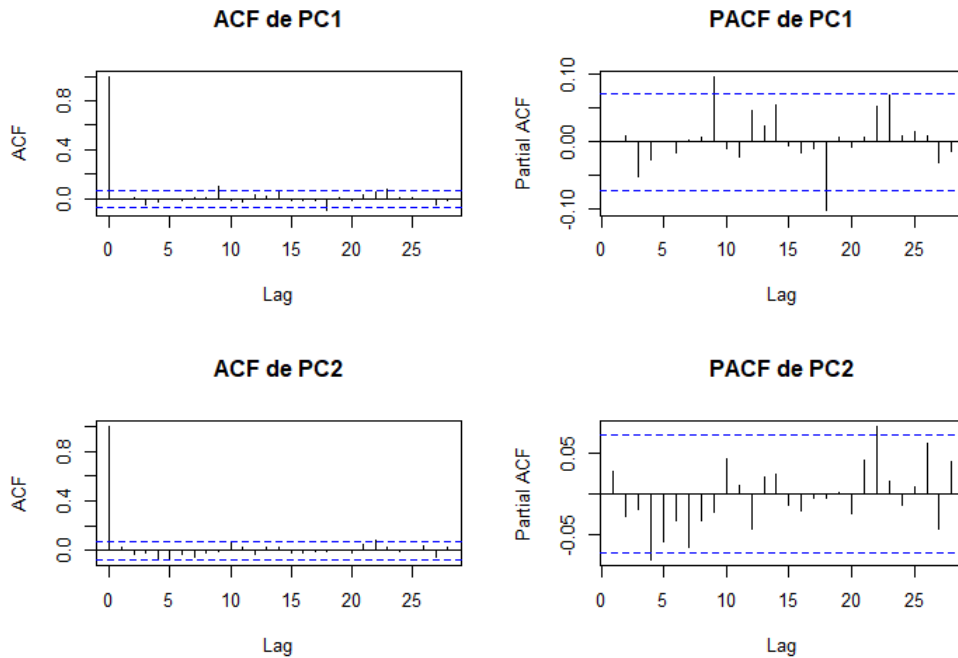 ACF de PC1
ACF
0.0 0.4 0.8
0 5 10 15 20 25
Lag
PACF de PC1
Partial ACF
-0.10 0.00 0.10
0 5 10 15 20 25
Lag
ACF de PC2
ACF
0.0 0.4 0.8
0 5 10 15 20 25
Lag
PACF de PC2
Partial ACF
-0.05 0.05
0 5 10 15 20 25
Lag